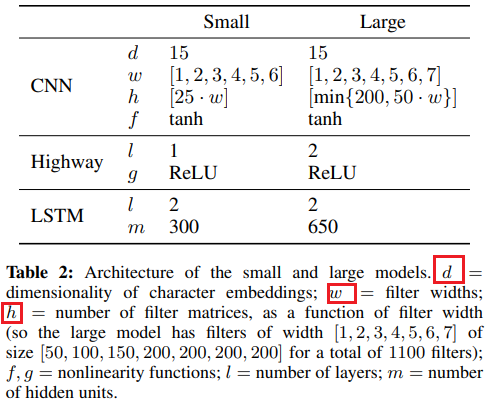 Small Large
CNN
d 15 15
w [1, 2, 3, 4, 5, 6] [1, 2, 3, 4, 5, 6, 7]
h [25 · w] [min{200, 50 · w}]
f tanh tanh
Highway
l 1 2
g ReLU ReLU
LSTM
l 2 2
m 300 650
Table 2: Architecture of the small and large models. d =
dimensionality of character embeddings; w = filter widths;
h = number of filter matrices, as a function of filter width
(so the large model has filters of width [1, 2, 3, 4, 5, 6, 7] of
size [50, 100, 150, 200, 200, 200, 200] for a total of 1100 filters);
f, g = nonlinearity functions; l = number of layers; m = number
of hidden units.